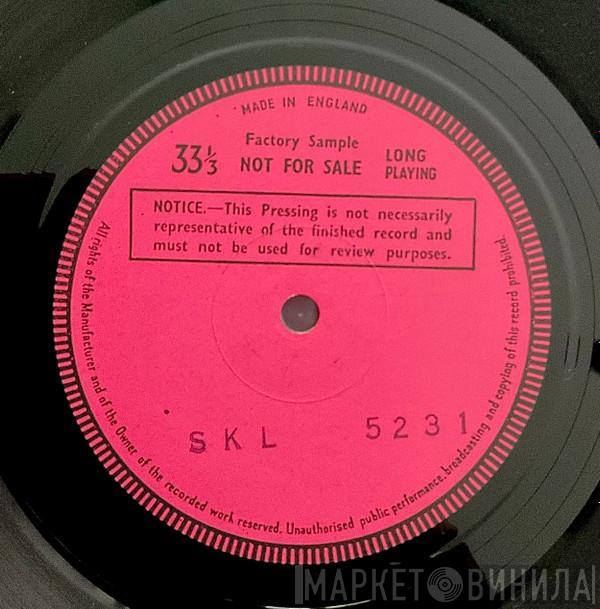 MADE IN ENGLAND
Factory Sample
33⅓ NOT FOR SALE LONG PLAYING
NOTICE.—This Pressing is not necessarily
representative of the finished record and
must not be used for review purposes.
SKL 5231
All rights of the Manufacturer and of the Owner of the recorded work reserved. Unauthorised public performance, broadcasting and copying of this record prohibited.
МАРКЕТ ВИНИЛА